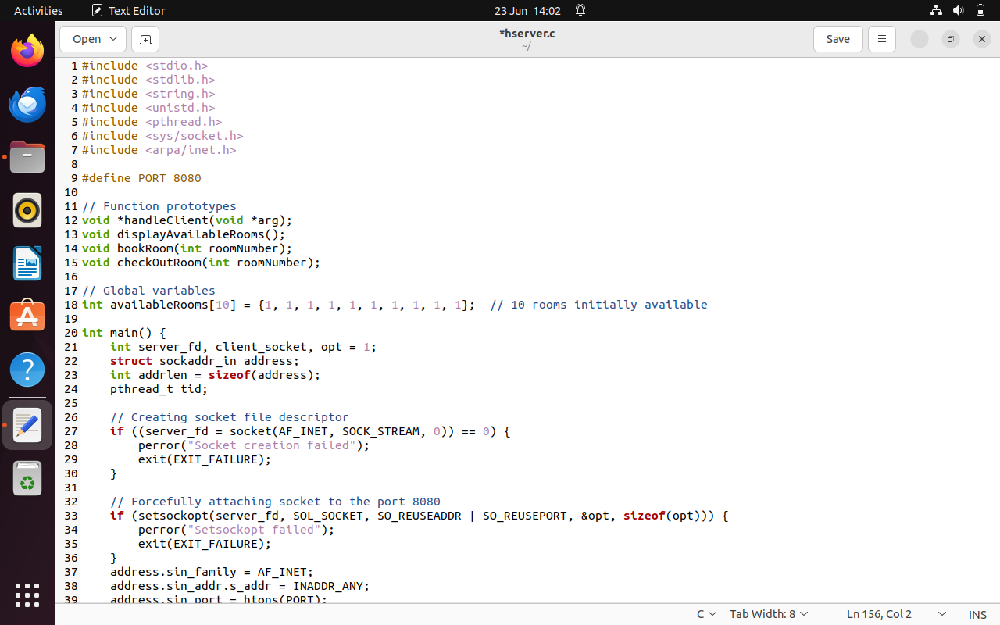 Activities
Text Editor
23 Jun 14:02
Open
*hserver.c
~/
Save
1 #include <stdio.h>
2 #include <stdlib.h>
3 #include <string.h>
4 #include <unistd.h>
5 #include <pthread.h>
6 #include <sys/socket.h>
7 #include <arpa/inet.h>
8
9 #define PORT 8080
10
11 // Function prototypes
12 void *handleClient(void *arg);
13 void displayAvailableRooms();
14 void bookRoom(int roomNumber);
15 void checkOutRoom(int roomNumber);
16
17 // Global variables
18 int availableRooms[10] = {1, 1, 1, 1, 1, 1, 1, 1, 1, 1};  // 10 rooms initially available
19
20 int main() {
21     int server_fd, client_socket, opt = 1;
22     struct sockaddr_in address;
23     int addrlen = sizeof(address);
24     pthread_t tid;
25
26     // Creating socket file descriptor
27     if ((server_fd = socket(AF_INET, SOCK_STREAM, 0)) == 0) {
28         perror("Socket creation failed");
29         exit(EXIT_FAILURE);
30     }
31
32     // Forcefully attaching socket to the port 8080
33     if (setsockopt(server_fd, SOL_SOCKET, SO_REUSEADDR | SO_REUSEPORT, &opt, sizeof(opt))) {
34         perror("Setsockopt failed");
35         exit(EXIT_FAILURE);
36     }
37     address.sin_family = AF_INET;
38     address.sin_addr.s_addr = INADDR_ANY;
39     address.sin_port = htons(PORT);
C
Tab Width: 8
Ln 156, Col 2
INS